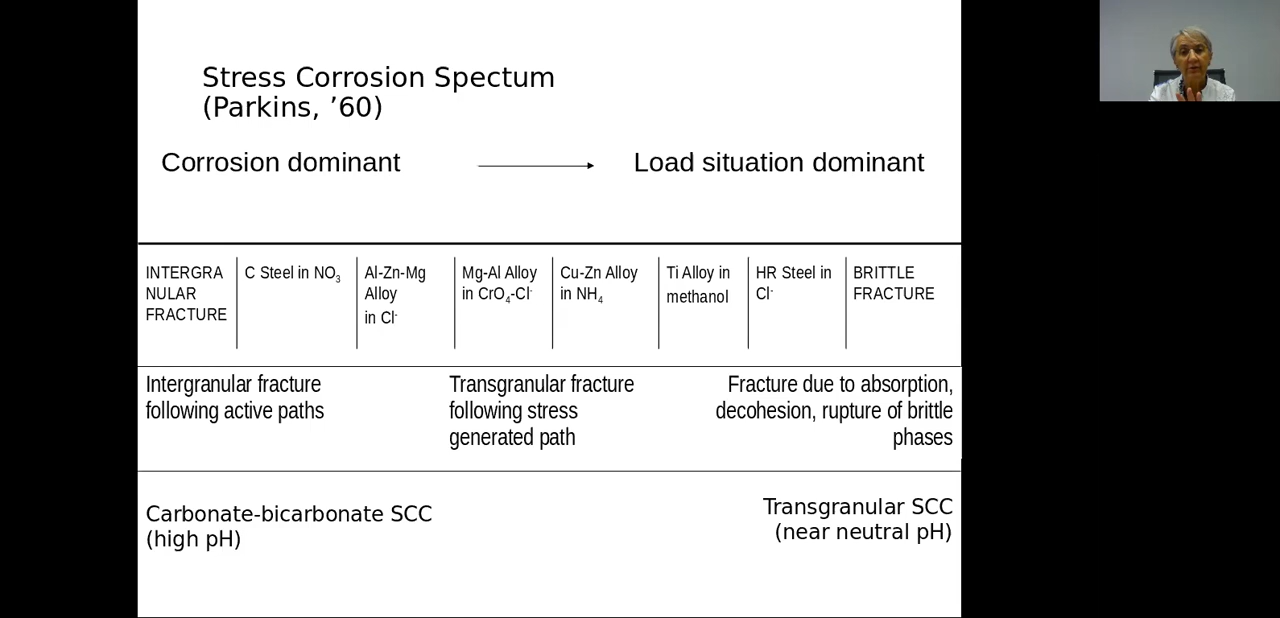 Stress Corrosion Spectum
(Parkins, ’60)
Corrosion dominant
Load situation dominant
INTERGRA
NULAR
FRACTURE
C Steel in NO₃
Al-Zn-Mg
Alloy
in Cl⁻
Mg-Al Alloy
in CrO₄-Cl⁻
Cu-Zn Alloy
in NH₄
Ti Alloy in
methanol
HR Steel in
Cl⁻
BRITTLE
FRACTURE
Intergranular fracture
following active paths
Transgranular fracture
following stress
generated path
Fracture due to absorption,
decohesion, rupture of brittle
phases
Carbonate-bicarbonate SCC
(high pH)
Transgranular SCC
(near neutral pH)